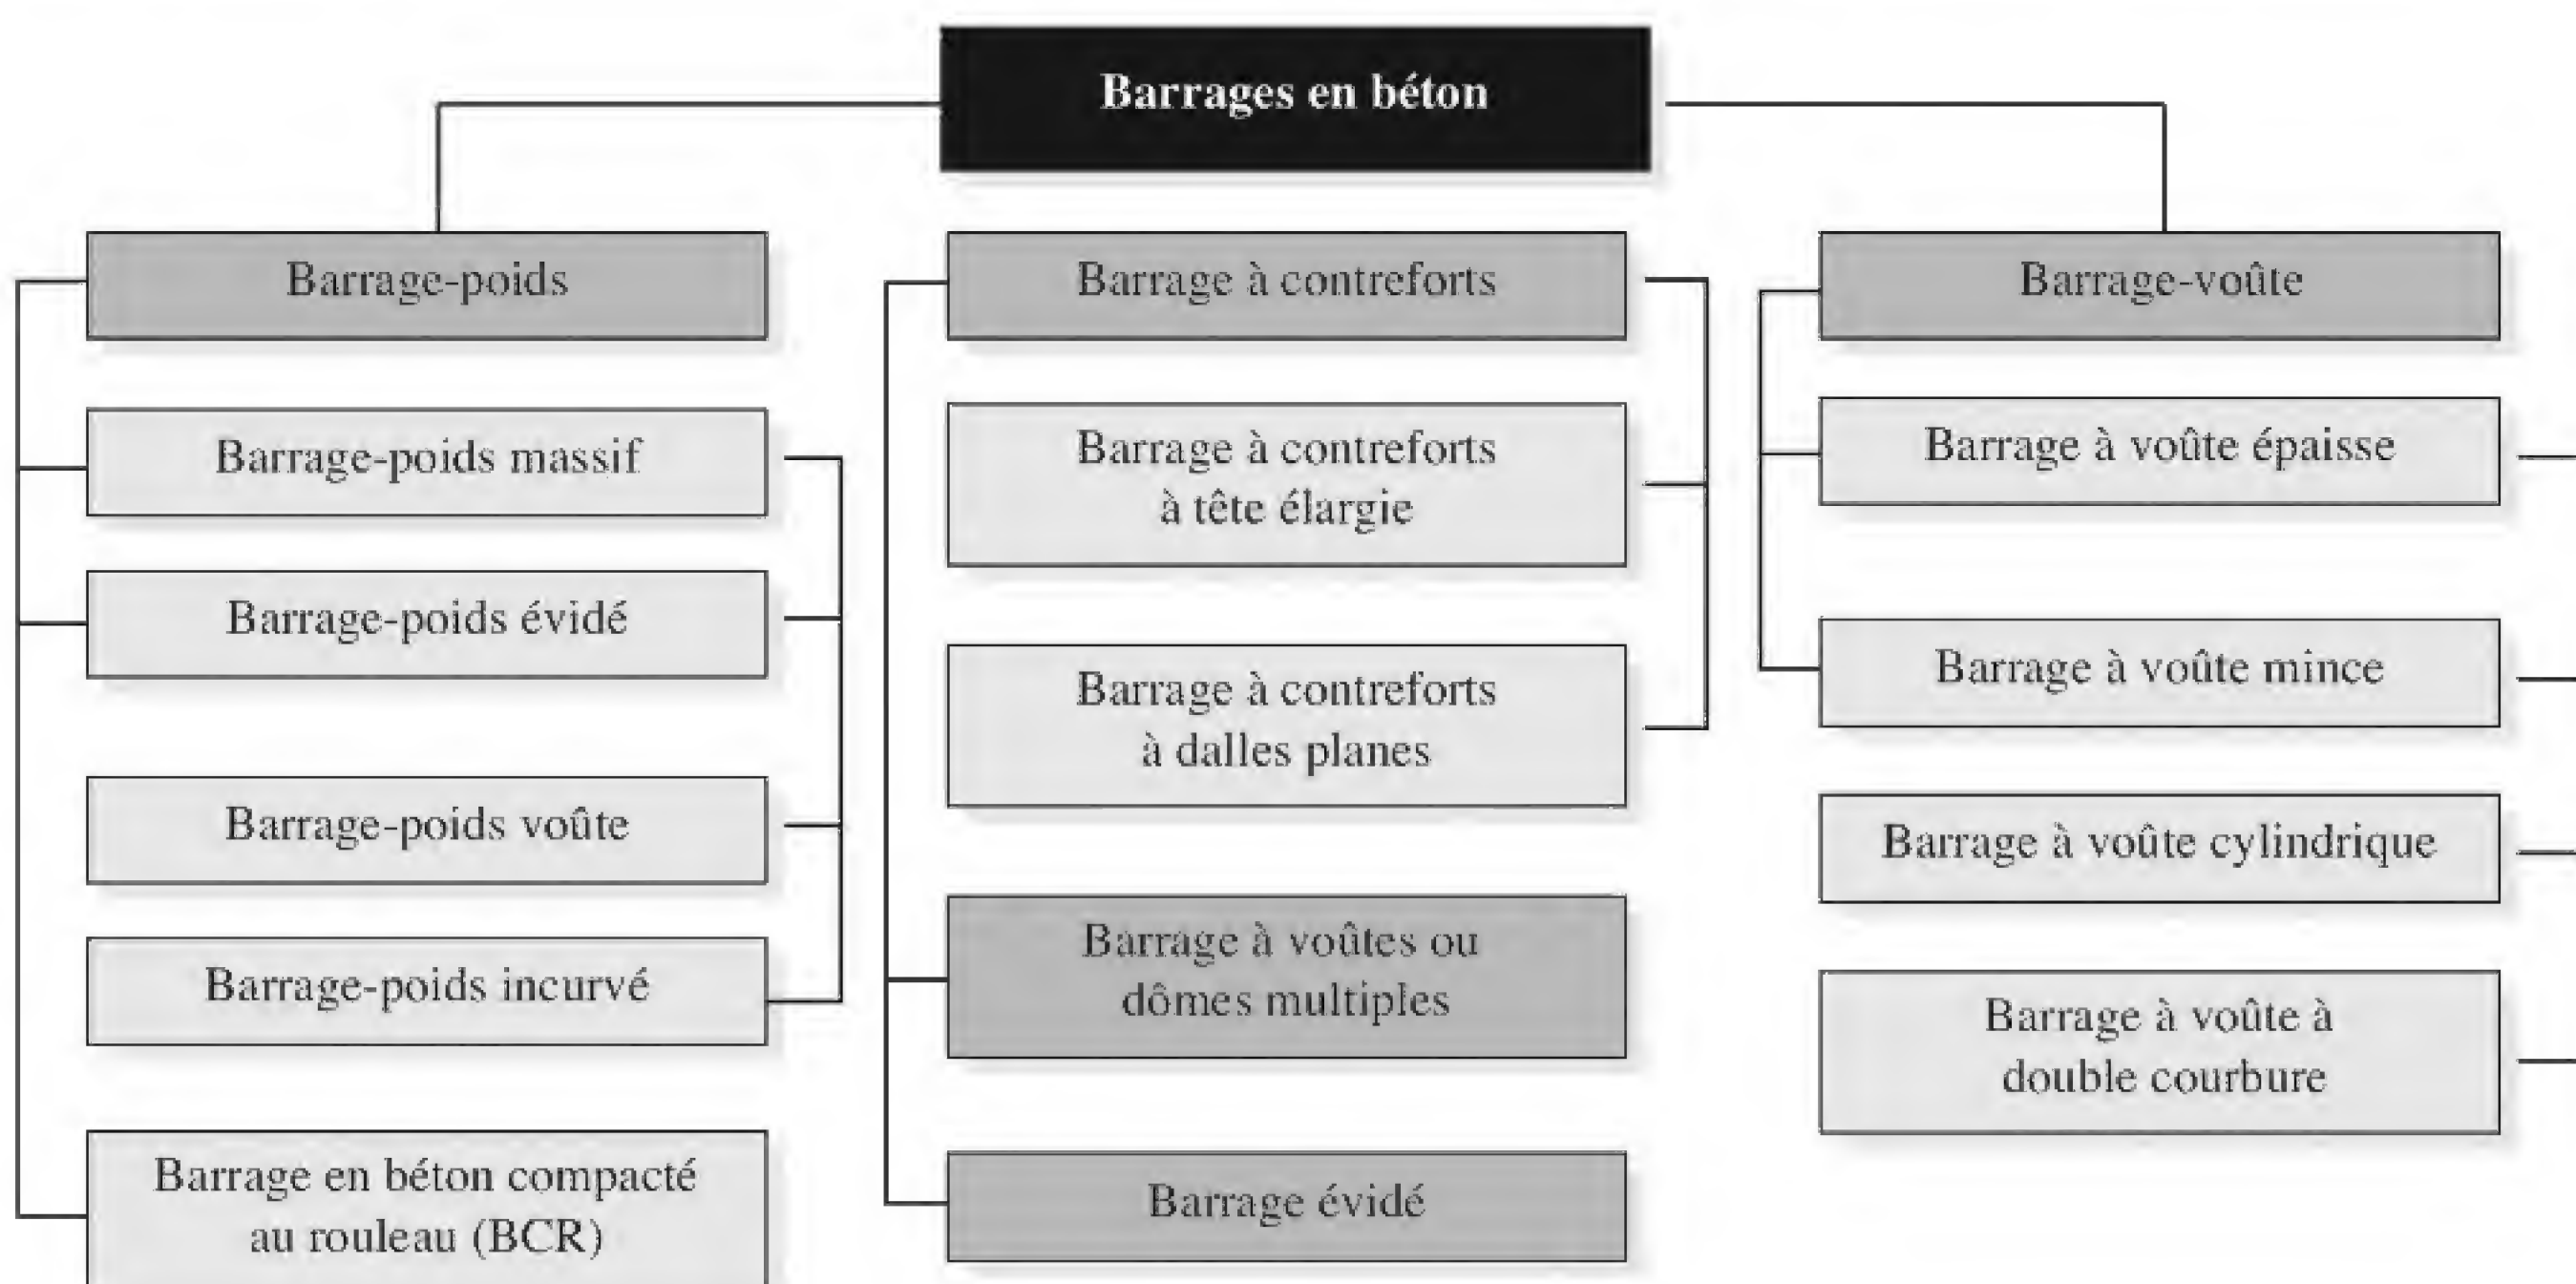 Barrages en béton
Barrage-poids
Barrage-poids massif
Barrage-poids évidé
Barrage-poids voûte
Barrage-poids incurvé
Barrage en béton compacté
au rouleau (BCR)
Barrage à contreforts
Barrage à contreforts
à tête élargie
Barrage à contreforts
à dalles planes
Barrage à voûtes ou
dômes multiples
Barrage évidé
Barrage-voûte
Barrage à voûte épaisse
Barrage à voûte mince
Barrage à voûte cylindrique
Barrage à voûte à
double courbure